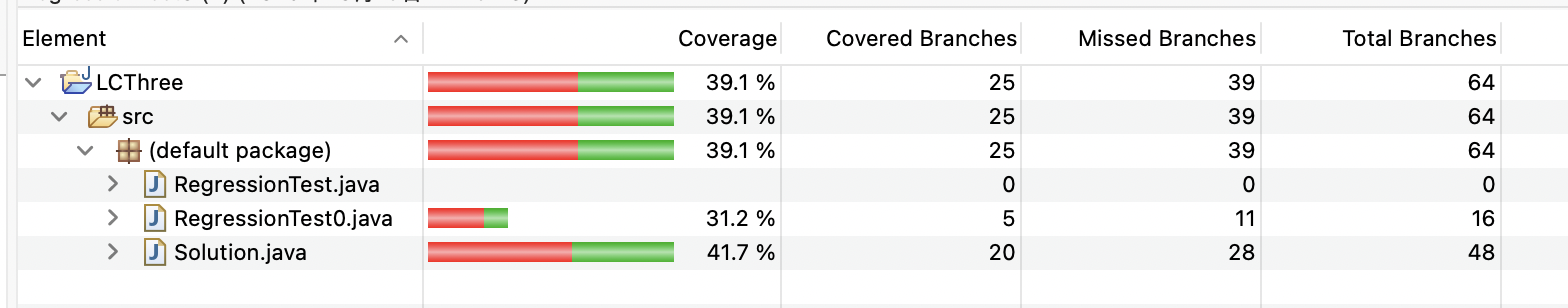 Element Coverage Covered Branches Missed Branches Total Branches
LCThree 39.1 % 25 39 64
src 39.1 % 25 39 64
(default package) 39.1 % 25 39 64
RegressionTest.java 0 0 0
RegressionTest0.java 31.2 % 5 11 16
Solution.java 41.7 % 20 28 48